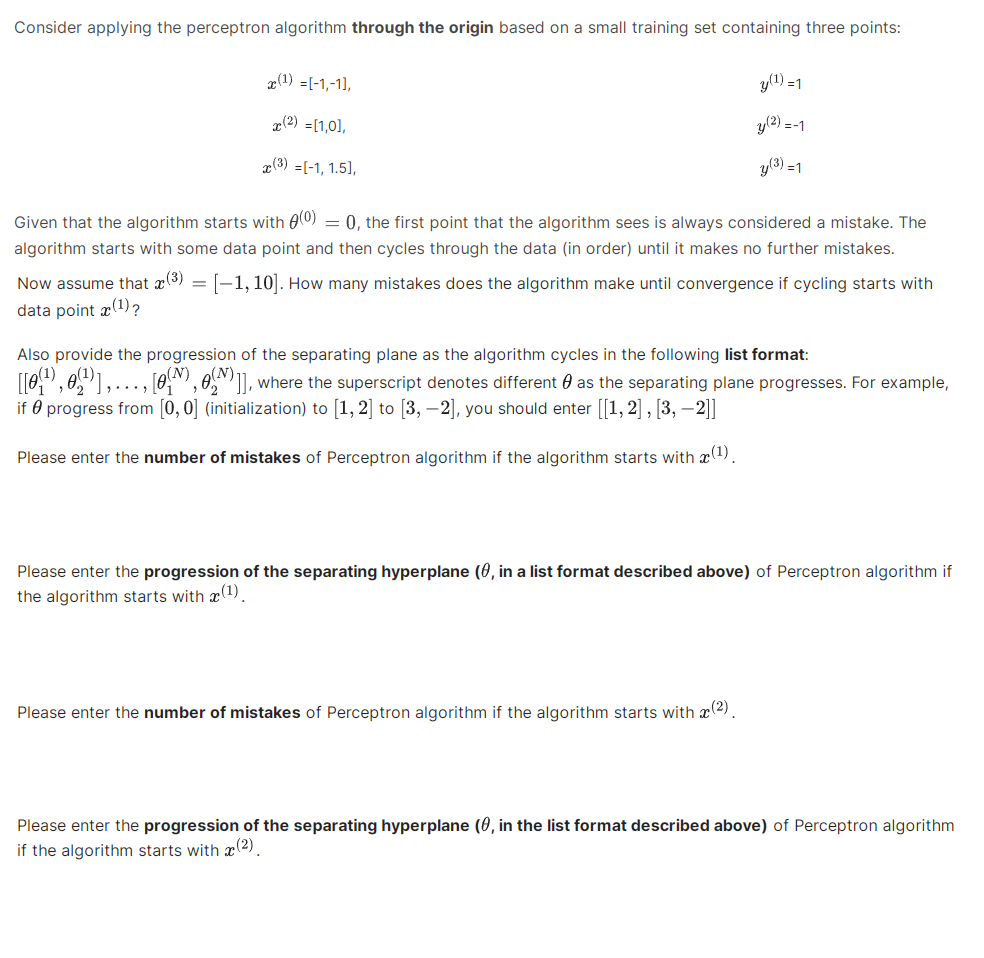 Consider applying the perceptron algorithm through the origin based on a small training set containing three points:
x^{(1)} =[-1,-1], y^{(1)} =1
x^{(2)} =[1,0], y^{(2)} =-1
x^{(3)} =[-1, 1.5], y^{(3)} =1
Given that the algorithm starts with θ^{(0)} = 0, the first point that the algorithm sees is always considered a mistake. The
algorithm starts with some data point and then cycles through the data (in order) until it makes no further mistakes.
Now assume that x^{(3)} = [−1, 10]. How many mistakes does the algorithm make until convergence if cycling starts with
data point x^{(1)}?
Also provide the progression of the separating plane as the algorithm cycles in the following list format:
[[θ_1^{(1)}, θ_2^{(1)}], . . . , [θ_1^{(N)}, θ_2^{(N)}]], where the superscript denotes different θ as the separating plane progresses. For example,
if θ progress from [0, 0] (initialization) to [1, 2] to [3, −2], you should enter [[1, 2] , [3, −2]]
Please enter the number of mistakes of Perceptron algorithm if the algorithm starts with x^{(1)}.
Please enter the progression of the separating hyperplane (θ, in a list format described above) of Perceptron algorithm if
the algorithm starts with x^{(1)}.
Please enter the number of mistakes of Perceptron algorithm if the algorithm starts with x^{(2)}.
Please enter the progression of the separating hyperplane (θ, in the list format described above) of Perceptron algorithm
if the algorithm starts with x^{(2)}.